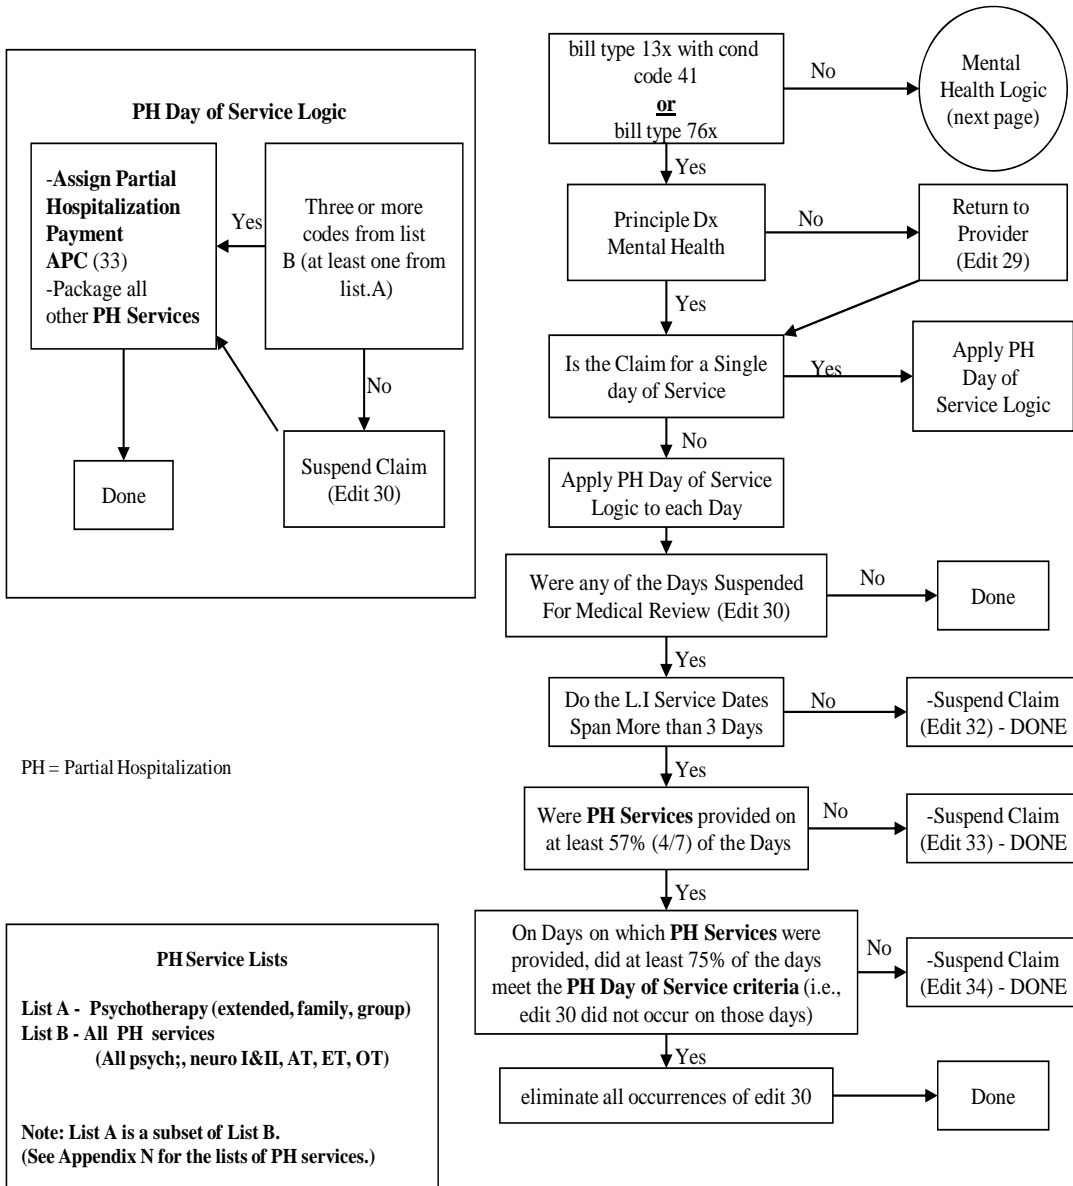 PH Day of Service Logic
-Assign Partial
Hospitalization
Payment
APC (33)
-Package all
other PH Services
Yes
Three or more
codes from list
B (at least one from
list.A)
No
Suspend Claim
(Edit 30)
Done
PH = Partial Hospitalization
PH Service Lists
List A - Psychotherapy (extended, family, group)
List B - All PH services
(All psych;, neuro I&II, AT, ET, OT)
Note: List A is a subset of List B.
(See Appendix N for the lists of PH services.)
bill type 13x with cond
code 41
or
bill type 76x
No
Mental
Health Logic
(next page)
Yes
Principle Dx
Mental Health
No
Return to
Provider
(Edit 29)
Yes
Is the Claim for a Single
day of Service
Yes
Apply PH
Day of
Service Logic
No
Apply PH Day of Service
Logic to each Day
Were any of the Days Suspended
For Medical Review (Edit 30)
No
Done
Yes
Do the L.I Service Dates
Span More than 3 Days
No
-Suspend Claim
(Edit 32) - DONE
Yes
Were PH Services provided on
at least 57% (4/7) of the Days
No
-Suspend Claim
(Edit 33) - DONE
Yes
On Days on which PH Services were
provided, did at least 75% of the days
meet the PH Day of Service criteria (i.e.,
edit 30 did not occur on those days)
No
-Suspend Claim
(Edit 34) - DONE
Yes
eliminate all occurrences of edit 30
Done